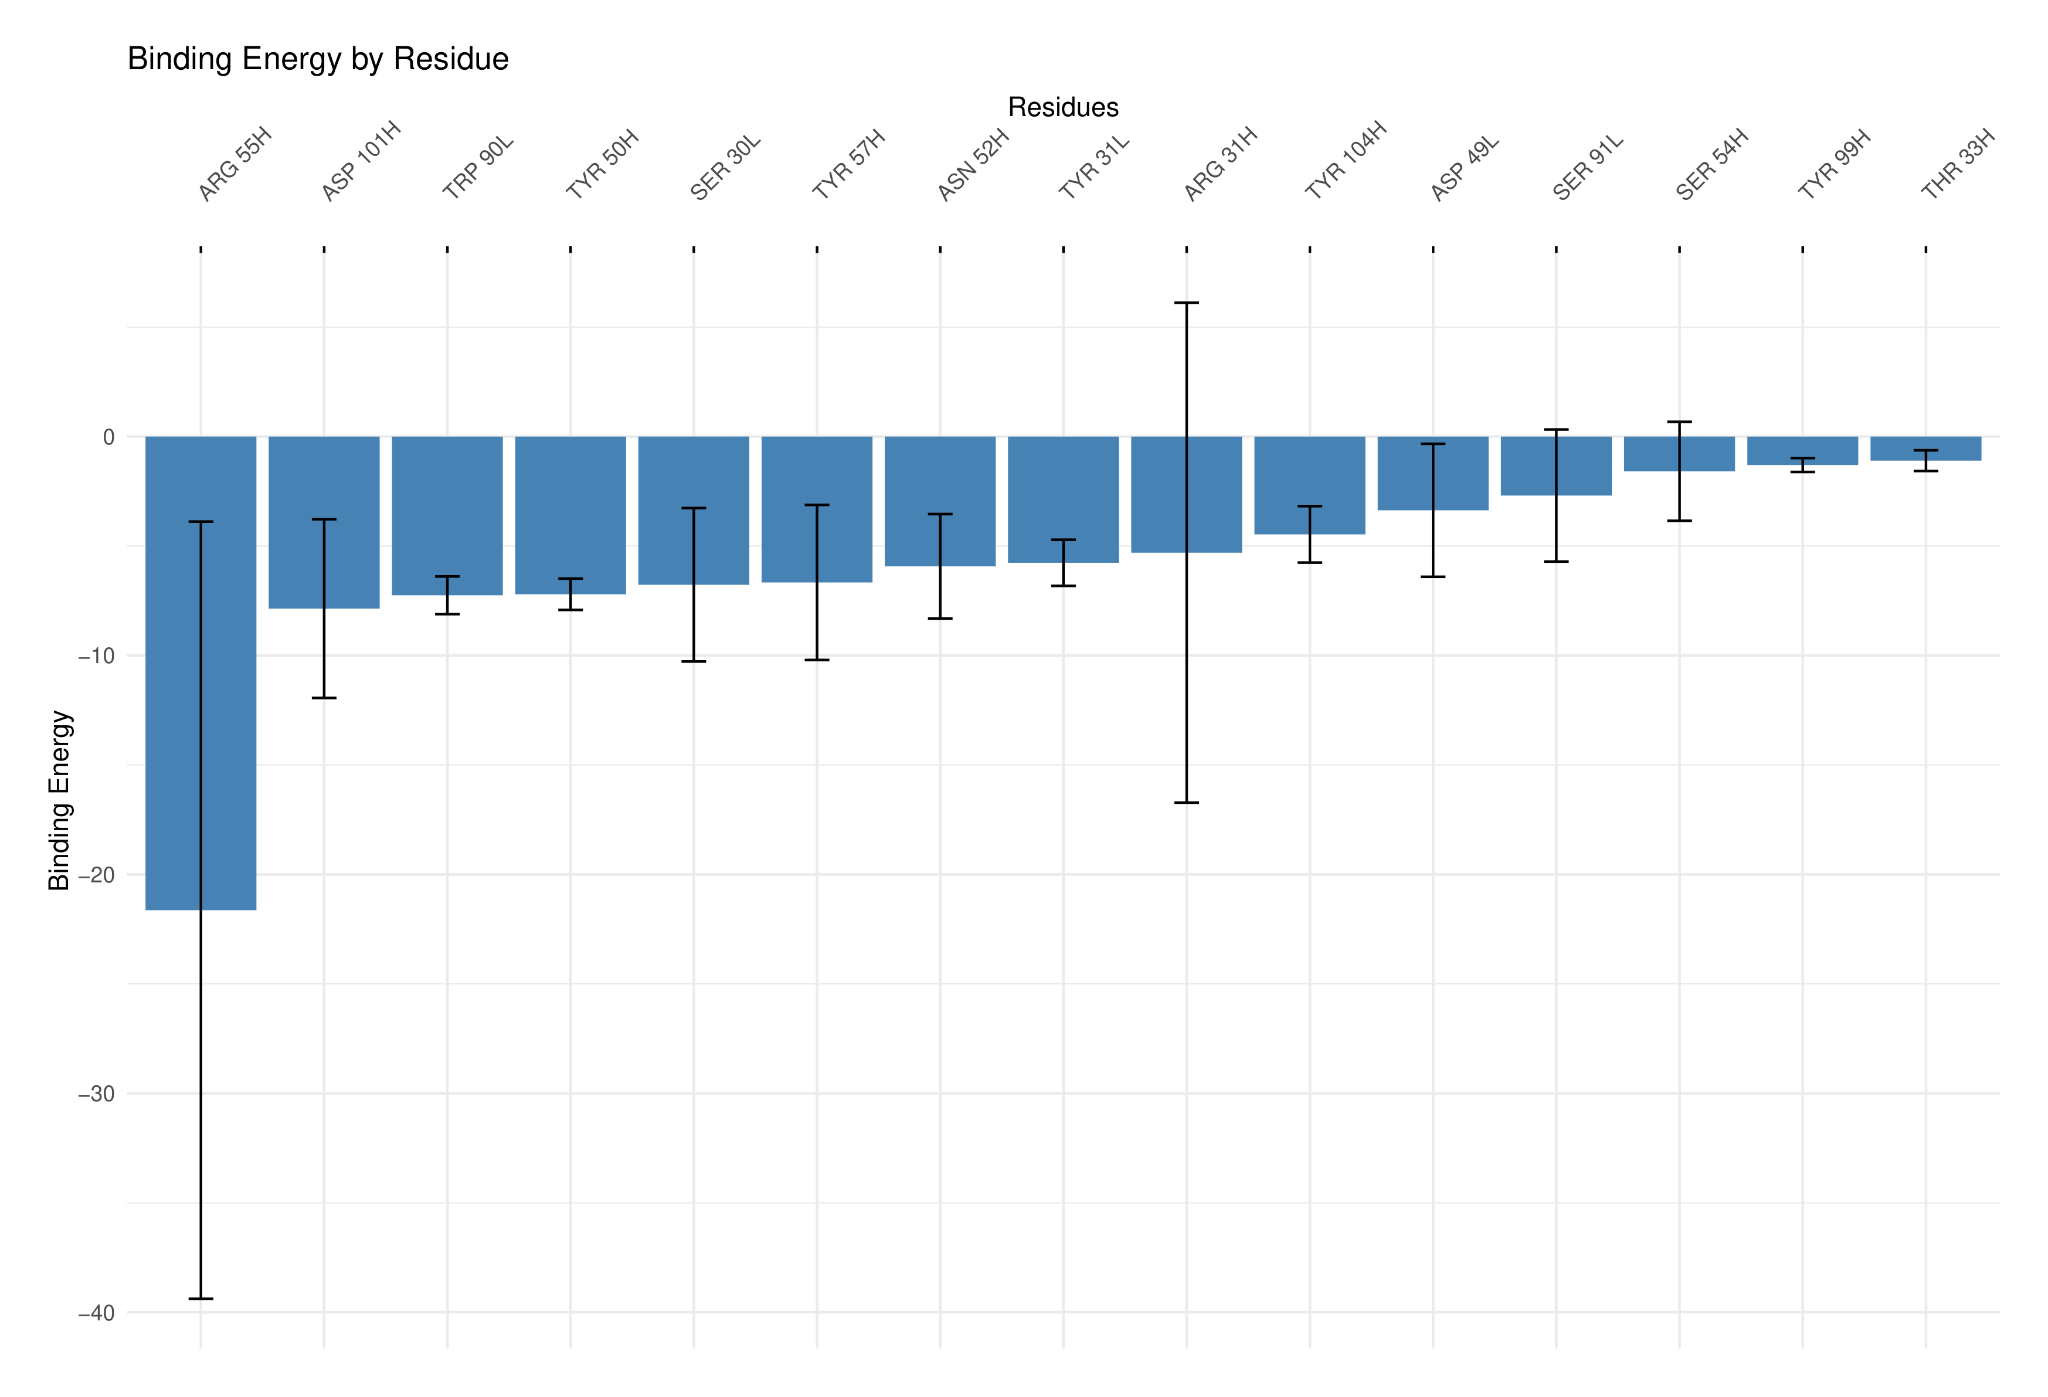 Binding Energy by Residue
Residues
ARG 55H
ASP 101H
TRP 90L
TYR 50H
SER 30L
TYR 57H
ASN 52H
TYR 31L
ARG 31H
TYR 104H
ASP 49L
SER 91L
SER 54H
TYR 99H
THR 33H
0
−10
−20
−30
−40
Binding Energy